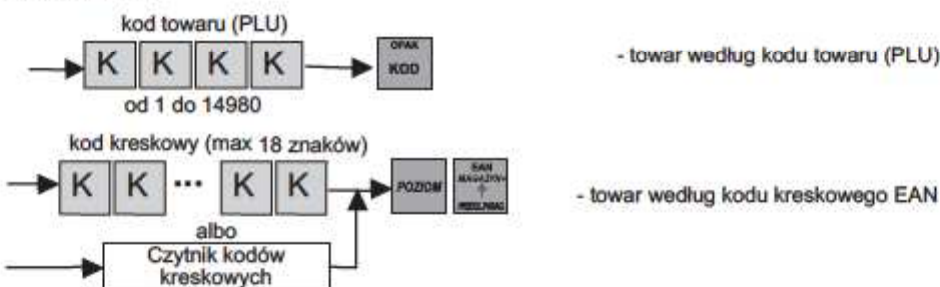 kod towaru (PLU)
K K K K
OPAK
KOD
- towar według kodu towaru (PLU)
od 1 do 14980
kod kreskowy (max 18 znaków)
K K ... K K
POZIOM
EAN
MAGAZYN+
- towar według kodu kreskowego EAN
albo
Czytnik kodów
kreskowych